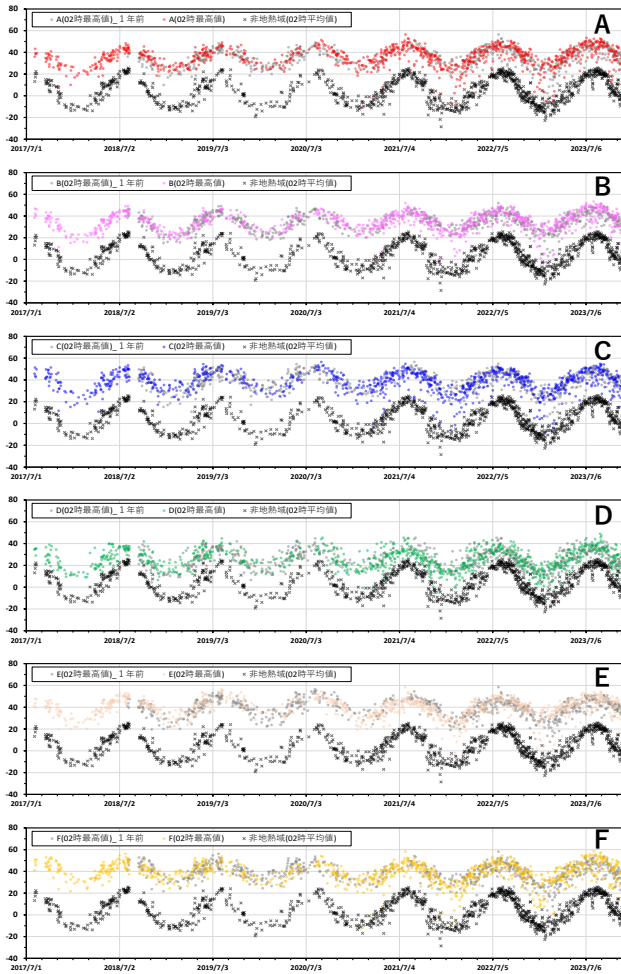 80
60
40
20
0
-20
-40
A(02時最高値)_１年前 A(02時最高値) 非地熱域(02時平均値)
A
2017/7/1 2018/7/2 2019/7/3 2020/7/3 2021/7/4 2022/7/5 2023/7/6
80
60
40
20
0
-20
-40
B(02時最高値)_１年前 B(02時最高値) 非地熱域(02時平均値)
B
2017/7/1 2018/7/2 2019/7/3 2020/7/3 2021/7/4 2022/7/5 2023/7/6
80
60
40
20
0
-20
-40
C(02時最高値)_１年前 C(02時最高値) 非地熱域(02時平均値)
C
2017/7/1 2018/7/2 2019/7/3 2020/7/3 2021/7/4 2022/7/5 2023/7/6
80
60
40
20
0
-20
-40
D(02時最高値)_１年前 D(02時最高値) 非地熱域(02時平均値)
D
2017/7/1 2018/7/2 2019/7/3 2020/7/3 2021/7/4 2022/7/5 2023/7/6
80
60
40
20
0
-20
-40
E(02時最高値)_１年前 E(02時最高値) 非地熱域(02時平均値)
E
2017/7/1 2018/7/2 2019/7/3 2020/7/3 2021/7/4 2022/7/5 2023/7/6
80
60
40
20
0
-20
-40
F(02時最高値)_１年前 F(02時最高値) 非地熱域(02時平均値)
F
2017/7/1 2018/7/2 2019/7/3 2020/7/3 2021/7/4 2022/7/5 2023/7/6